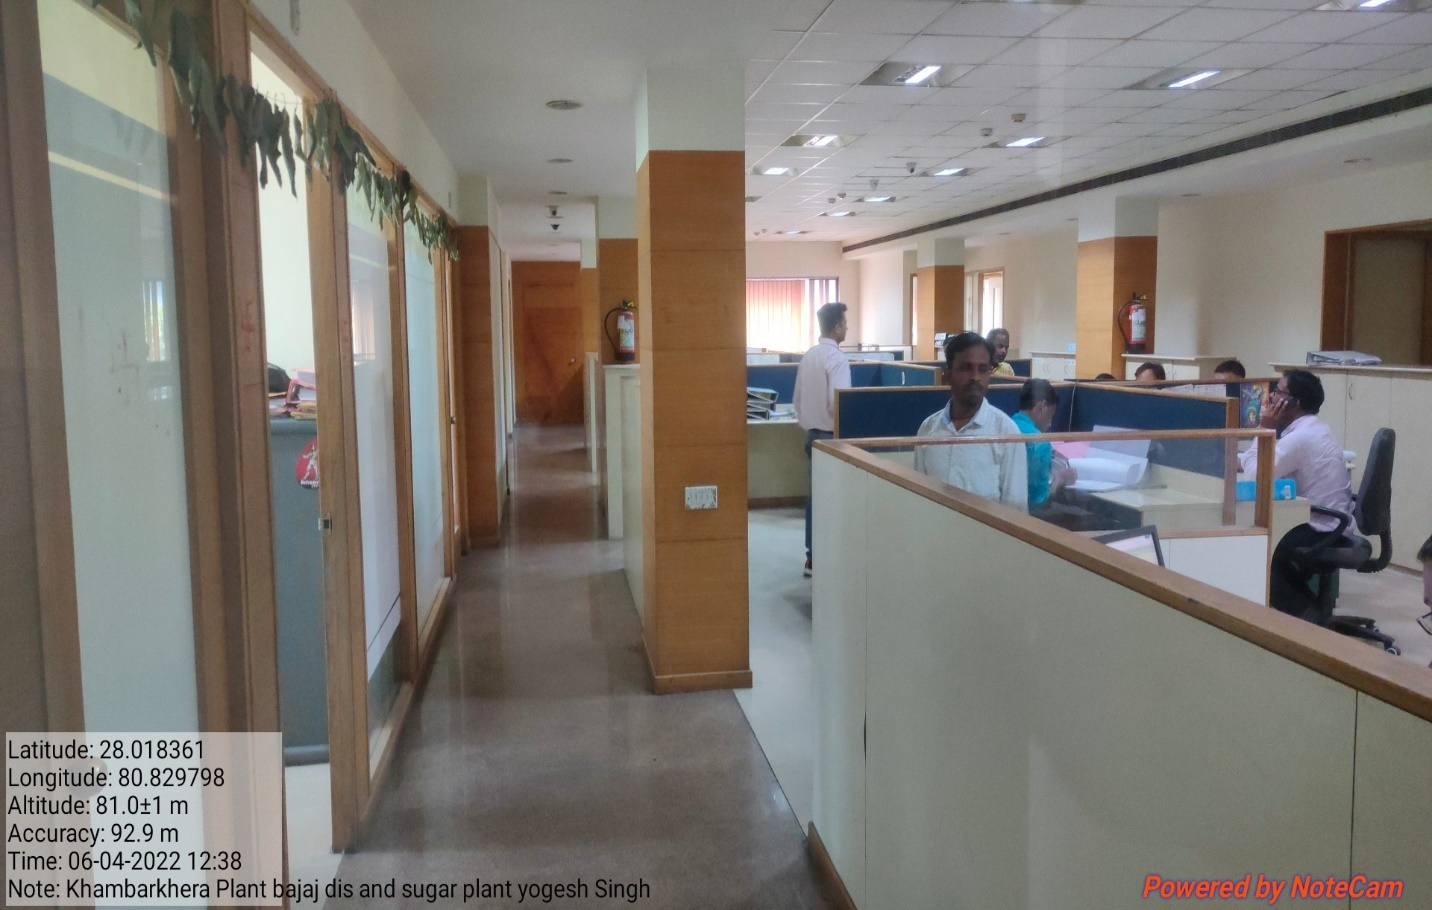 Latitude: 28.018361
Longitude: 80.829798
Altitude: 81.0±1 m
Accuracy: 92.9 m
Time: 06-04-2022 12:38
Note: Khambarkhera Plant bajaj dis and sugar plant yogesh Singh
Powered by NoteCam